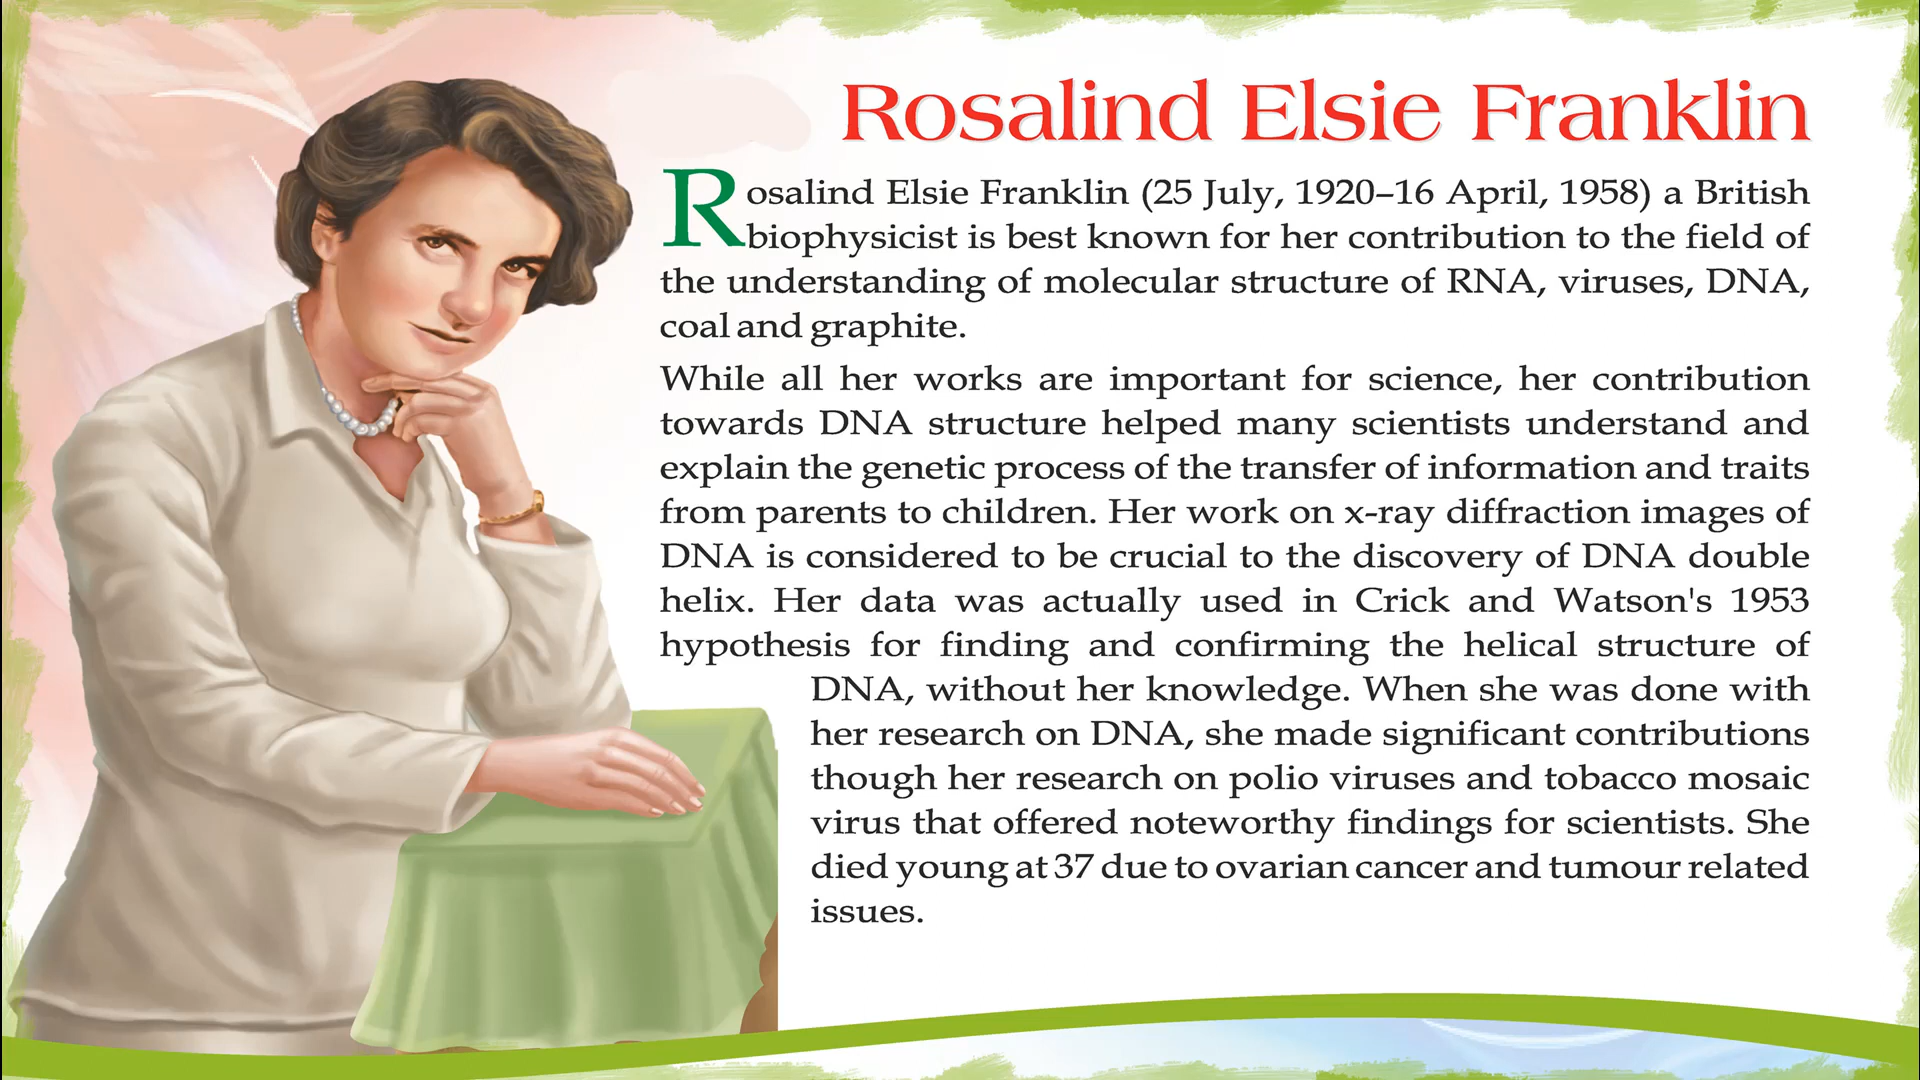 Rosalind Elsie Franklin
Rosalind Elsie Franklin (25 July, 1920–16 April, 1958) a British
biophysicist is best known for her contribution to the field of
the understanding of molecular structure of RNA, viruses, DNA,
coal and graphite.
While all her works are important for science, her contribution
towards DNA structure helped many scientists understand and
explain the genetic process of the transfer of information and traits
from parents to children. Her work on x-ray diffraction images of
DNA is considered to be crucial to the discovery of DNA double
helix. Her data was actually used in Crick and Watson's 1953
hypothesis for finding and confirming the helical structure of
DNA, without her knowledge. When she was done with
her research on DNA, she made significant contributions
though her research on polio viruses and tobacco mosaic
virus that offered noteworthy findings for scientists. She
died young at 37 due to ovarian cancer and tumour related
issues.